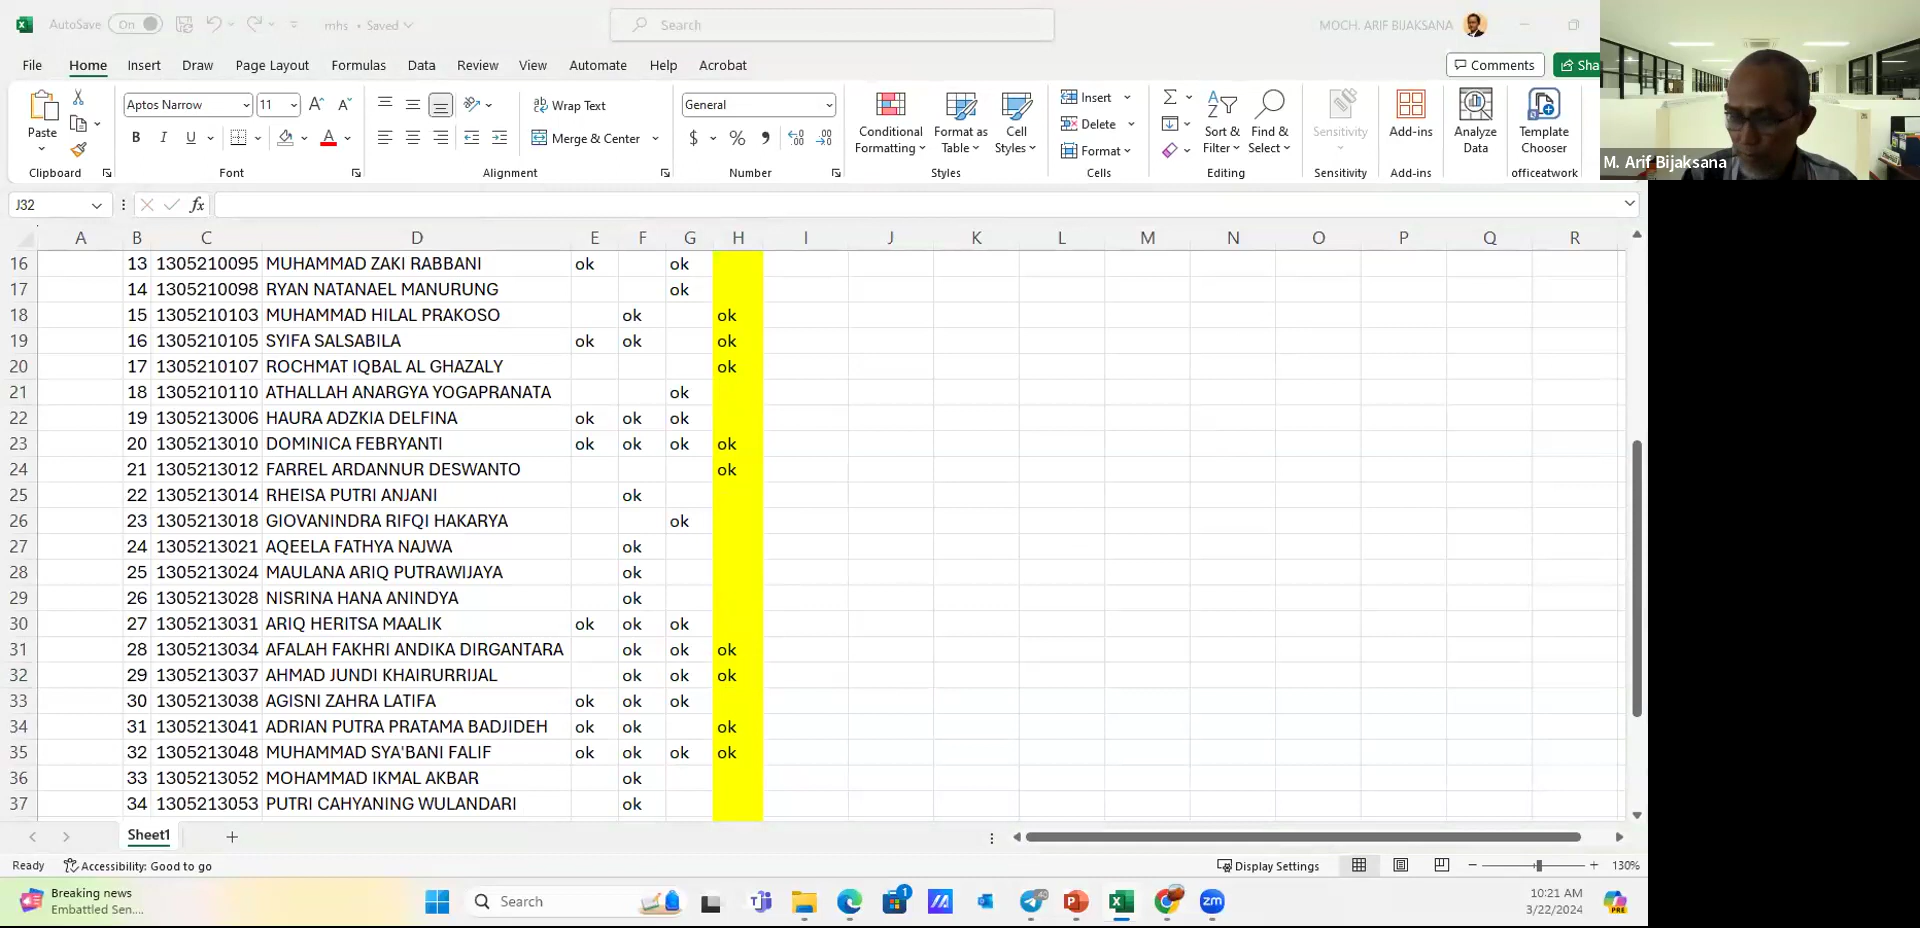 AutoSave On mhs • Saved Search MOCH. ARIF BIJAKSANA
File Home Insert Draw Page Layout Formulas Data Review View Automate Help Acrobat Comments Sha
Paste Aptos Narrow 11 Wrap Text General Conditional Formatting Format as Table Cell Styles Insert Sort & Filter Find & Select Sensitivity Add-ins Analyze Data Template Chooser
B I U Merge & Center $ % , Delete
Format
Clipboard Font Alignment Number Styles Cells Editing Sensitivity Add-ins officeatwork
M. Arif Bijaksana
J32 fx
A B C D E F G H I J K L M N O P Q R
16 13 1305210095 MUHAMMAD ZAKI RABBANI ok ok
17 14 1305210098 RYAN NATANAEL MANURUNG ok
18 15 1305210103 MUHAMMAD HILAL PRAKOSO ok ok
19 16 1305210105 SYIFA SALSABILA ok ok ok
20 17 1305210107 ROCHMAT IQBAL AL GHAZALY ok
21 18 1305210110 ATHALLAH ANARGYA YOGAPRANATA ok
22 19 1305213006 HAURA ADZKIA DELFINA ok ok ok
23 20 1305213010 DOMINICA FEBRYANTI ok ok ok ok
24 21 1305213012 FARREL ARDANNUR DESWANTO ok
25 22 1305213014 RHEISA PUTRI ANJANI ok
26 23 1305213018 GIOVANINDRA RIFQI HAKARYA ok
27 24 1305213021 AQEELA FATHYA NAJWA ok
28 25 1305213024 MAULANA ARIQ PUTRAWIJAYA ok
29 26 1305213028 NISRINA HANA ANINDYA ok
30 27 1305213031 ARIQ HERITSA MAALIK ok ok ok
31 28 1305213034 AFALAH FAKHRI ANDIKA DIRGANTARA ok ok ok
32 29 1305213037 AHMAD JUNDI KHAIRURRIJAL ok ok ok
33 30 1305213038 AGISNI ZAHRA LATIFA ok ok ok
34 31 1305213041 ADRIAN PUTRA PRATAMA BADJIDEH ok ok ok
35 32 1305213048 MUHAMMAD SYA'BANI FALIF ok ok ok ok
36 33 1305213052 MOHAMMAD IKMAL AKBAR ok
37 34 1305213053 PUTRI CAHYANING WULANDARI ok
Sheet1
Ready Accessibility: Good to go Display Settings 130%
Breaking news
Embattled Sen....
Search
10:21 AM
3/22/2024